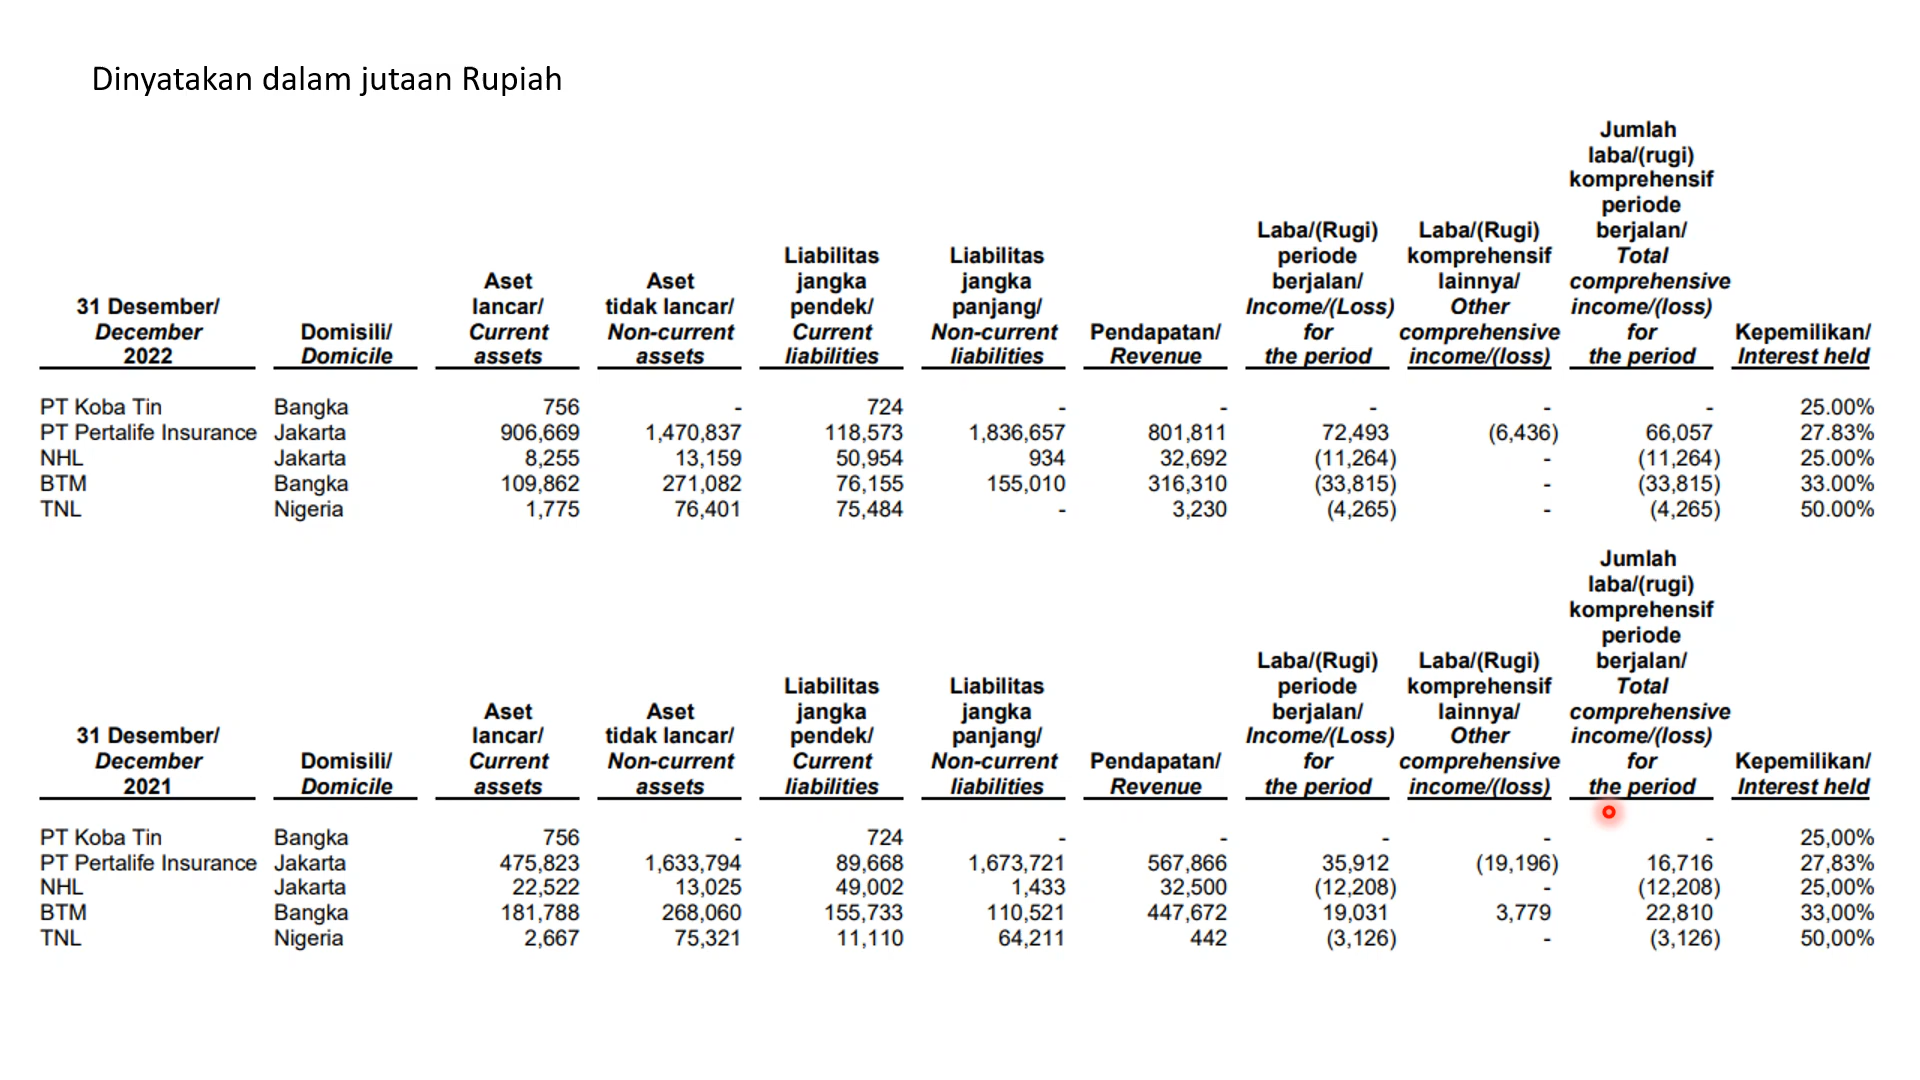 Dinyatakan dalam jutaan Rupiah
Jumlah
laba/(rugi)
komprehensif
periode
Laba/(Rugi) Laba/(Rugi) berjalan/
Liabilitas Liabilitas periode komprehensif Total
Aset Aset jangka jangka berjalan/ lainnya/ comprehensive
31 Desember/ lancar/ tidak lancar/ pendek/ panjang/ Income/(Loss) Other income/(loss)
December Domisili/ Current Non-current Current Non-current Pendapatan/ for comprehensive for Kepemilikan/
2022 Domicile assets assets liabilities liabilities Revenue the period income/(loss) the period Interest held
PT Koba Tin Bangka 756 - 724 - - - - - 25.00%
PT Pertalife Insurance Jakarta 906,669 1,470,837 118,573 1,836,657 801,811 72,493 (6,436) 66,057 27.83%
NHL Jakarta 8,255 13,159 50,954 934 32,692 (11,264) - (11,264) 25.00%
BTM Bangka 109,862 271,082 76,155 155,010 316,310 (33,815) - (33,815) 33.00%
TNL Nigeria 1,775 76,401 75,484 - 3,230 (4,265) - (4,265) 50.00%
Jumlah
laba/(rugi)
komprehensif
periode
Laba/(Rugi) Laba/(Rugi) berjalan/
Liabilitas Liabilitas periode komprehensif Total
Aset Aset jangka jangka berjalan/ lainnya/ comprehensive
31 Desember/ lancar/ tidak lancar/ pendek/ panjang/ Income/(Loss) Other income/(loss)
December Domisili/ Current Non-current Current Non-current Pendapatan/ for comprehensive for Kepemilikan/
2021 Domicile assets assets liabilities liabilities Revenue the period income/(loss) the period Interest held
PT Koba Tin Bangka 756 - 724 - - - - - 25,00%
PT Pertalife Insurance Jakarta 475,823 1,633,794 89,668 1,673,721 567,866 35,912 (19,196) 16,716 27,83%
NHL Jakarta 22,522 13,025 49,002 1,433 32,500 (12,208) - (12,208) 25,00%
BTM Bangka 181,788 268,060 155,733 110,521 447,672 19,031 3,779 22,810 33,00%
TNL Nigeria 2,667 75,321 11,110 64,211 442 (3,126) - (3,126) 50,00%